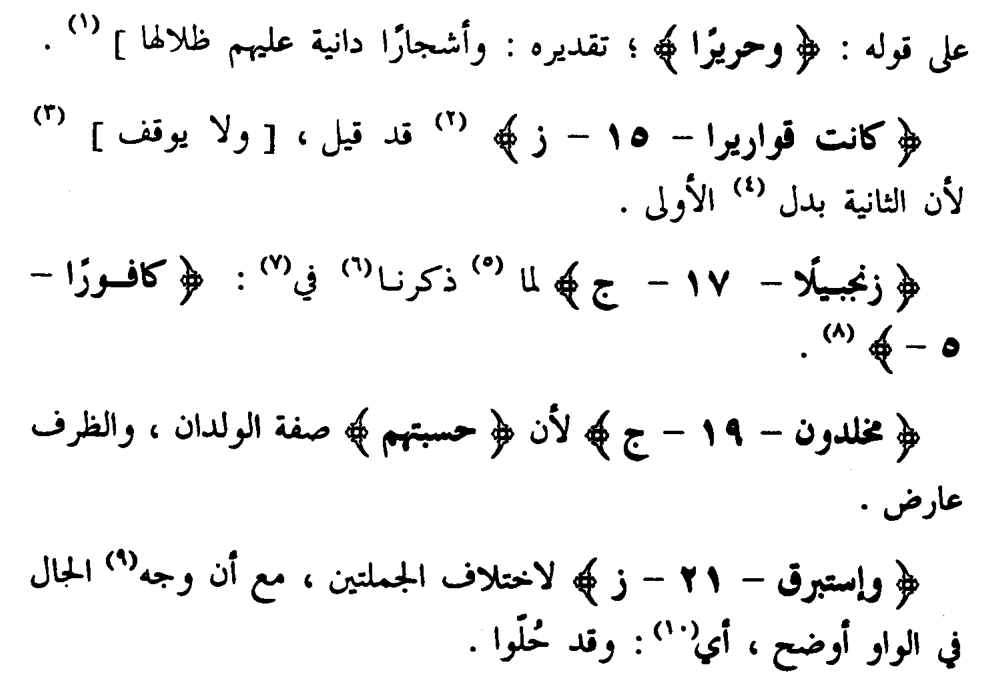 على قوله : ﴿ وحريرًا ﴾ ؛ تقديره : وأشجارًا دانية عليهم ظلالها ] (١) .
﴿ كانت قواريرا – ١٥ – ز ﴾ (٢) قد قيل ، [ ولا يوقف ] (٣)
لأن الثانية بدل (٤) الأولى .
﴿ زنجبيلًا – ١٧ – ج ﴾ لما (٥) ذكرنا (٦) في (٧) : ﴿ كافورًا –
٥ – ﴾ (٨) .
﴿ مخلدون – ١٩ – ج ﴾ لأن ﴿ حسبتهم ﴾ صفة الولدان ، والظرف
عارض .
﴿ وإستبرق – ٢١ – ز ﴾ لاختلاف الجملتين ، مع أن وجه (٩) الجال
في الواو أوضح ، أي (١٠) : وقد حُلّوا .